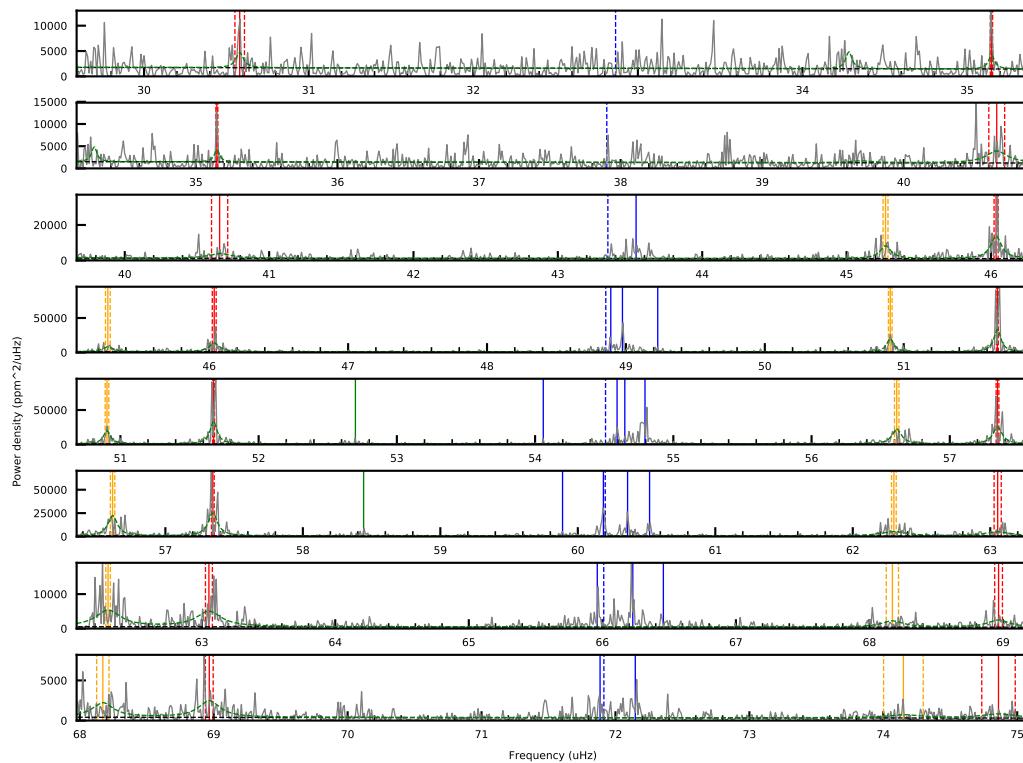 10000
5000
0
30 31 32 33 34 35
15000
10000
5000
0
35 36 37 38 39 40
20000
0
40 41 42 43 44 45 46
50000
0
46 47 48 49 50 51
50000
0
51 52 53 54 55 56 57
50000
25000
0
57 58 59 60 61 62 63
10000
0
63 64 65 66 67 68 69
5000
0
68 69 70 71 72 73 74 75
Power density (ppm^2/uHz)
Frequency (uHz)